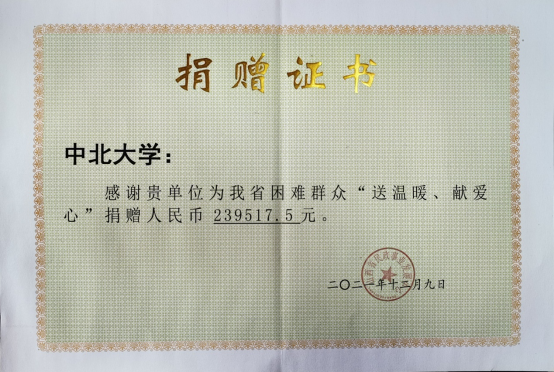 捐赠证书
中北大学：
感谢贵单位为我省困难群众“送温暖、献爱
心”捐赠人民币 239517.5 元。
二〇二一年十二月九日